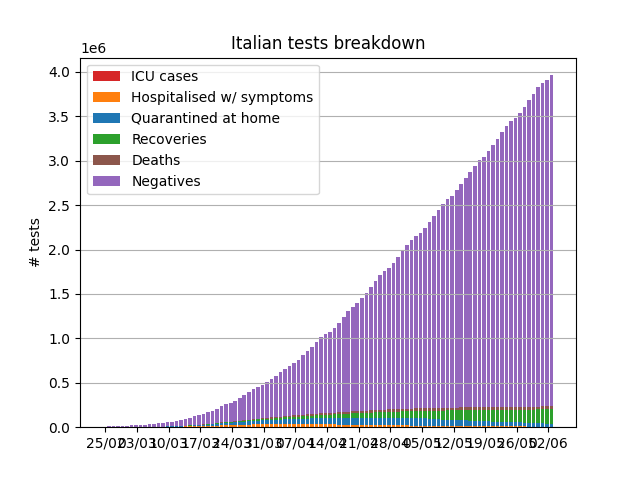 Italian tests breakdown
1e6
ICU cases
Hospitalised w/ symptoms
Quarantined at home
Recoveries
Deaths
Negatives
4.0
3.5
3.0
2.5
2.0
1.5
1.0
0.5
0.0
# tests
25/02 03/03 10/03 17/03 24/03 31/03 07/04 14/04 21/04 28/04 05/05 12/05 19/05 26/05 02/06